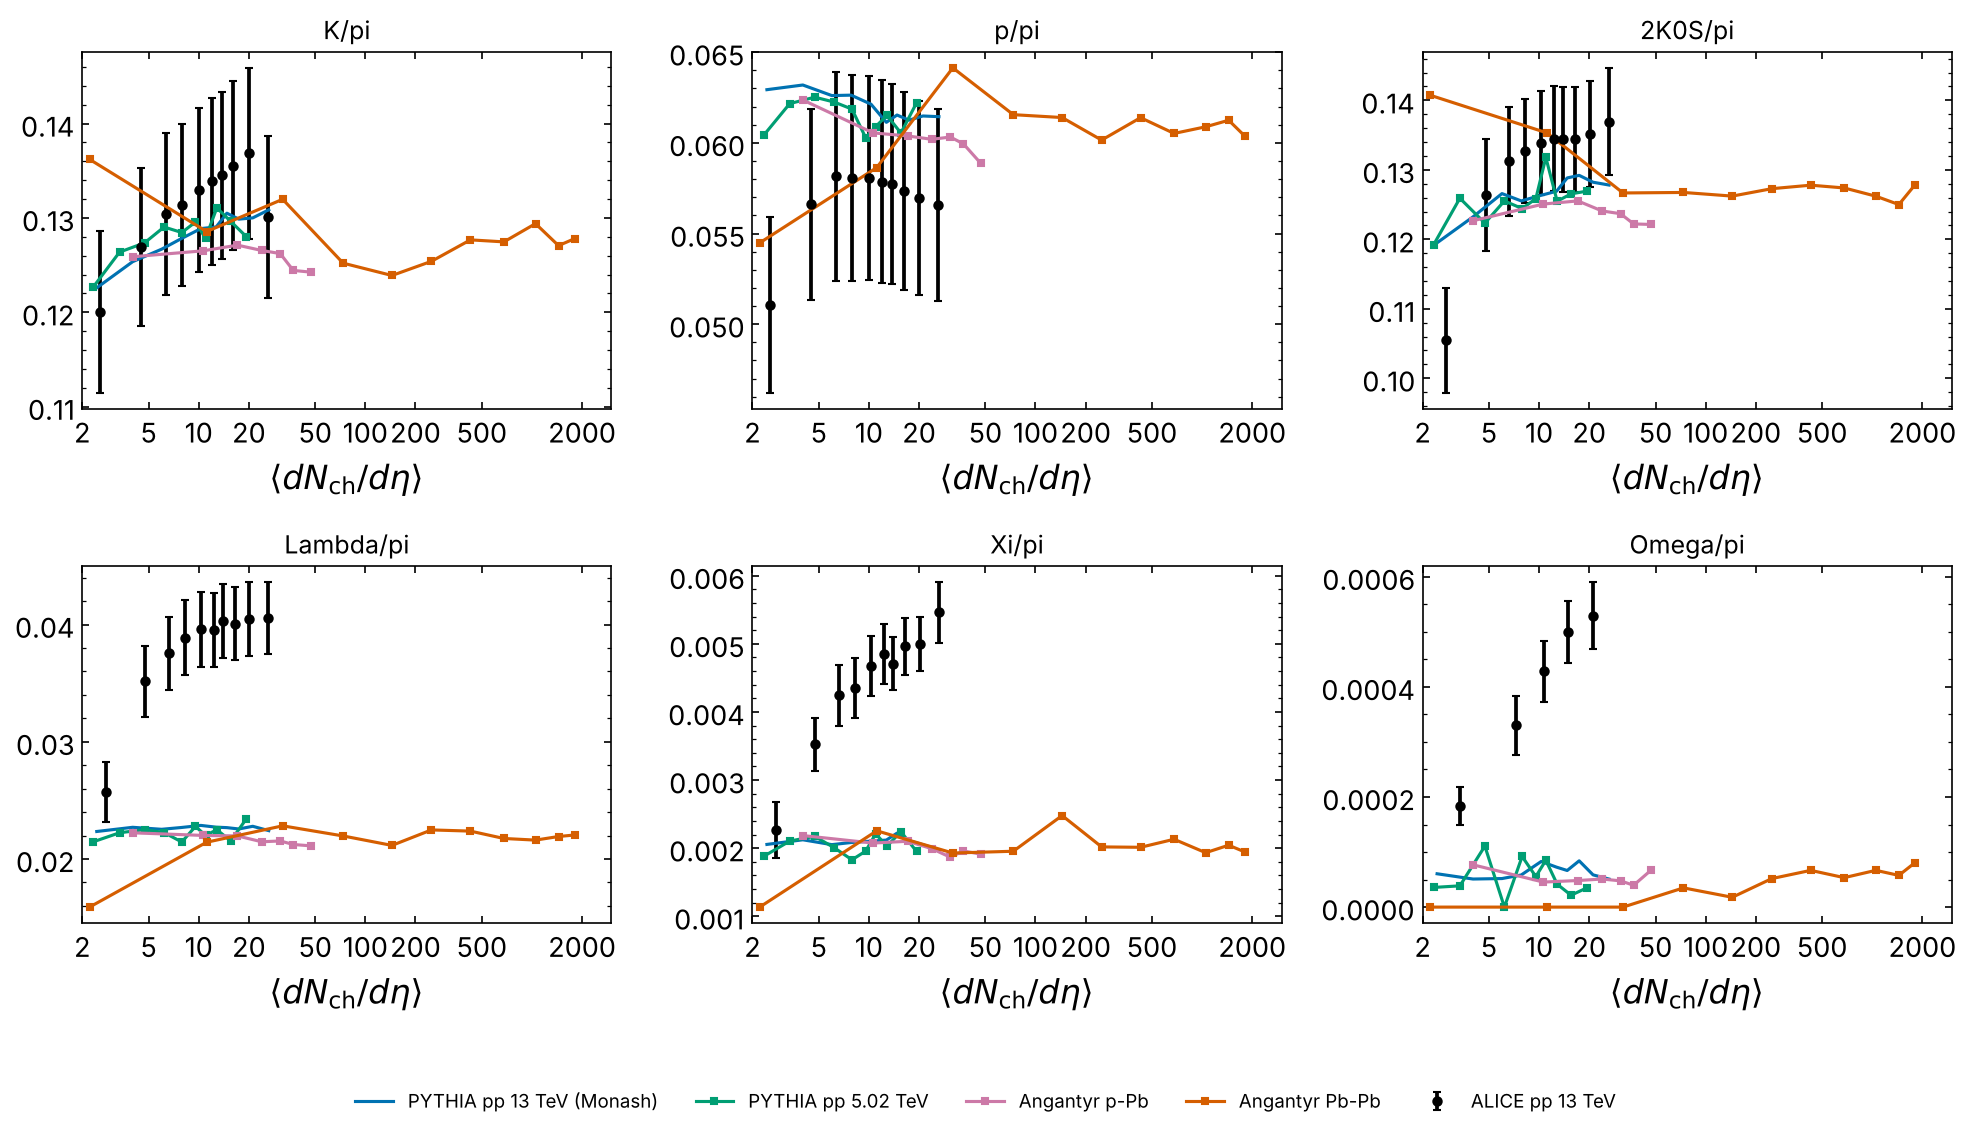 K/pi
p/pi
2K0S/pi
0.14
0.13
0.12
0.11
0.065
0.060
0.055
0.050
0.14
0.13
0.12
0.11
0.10
2 5 10 20 50 100 200 500 2000
2 5 10 20 50 100 200 500 2000
2 5 10 20 50 100 200 500 2000
⟨dN_ch/dη⟩
⟨dN_ch/dη⟩
⟨dN_ch/dη⟩
Lambda/pi
Xi/pi
Omega/pi
0.04
0.03
0.02
0.006
0.005
0.004
0.003
0.002
0.001
0.0006
0.0004
0.0002
0.0000
2 5 10 20 50 100 200 500 2000
2 5 10 20 50 100 200 500 2000
2 5 10 20 50 100 200 500 2000
⟨dN_ch/dη⟩
⟨dN_ch/dη⟩
⟨dN_ch/dη⟩
PYTHIA pp 13 TeV (Monash)
PYTHIA pp 5.02 TeV
Angantyr p-Pb
Angantyr Pb-Pb
ALICE pp 13 TeV